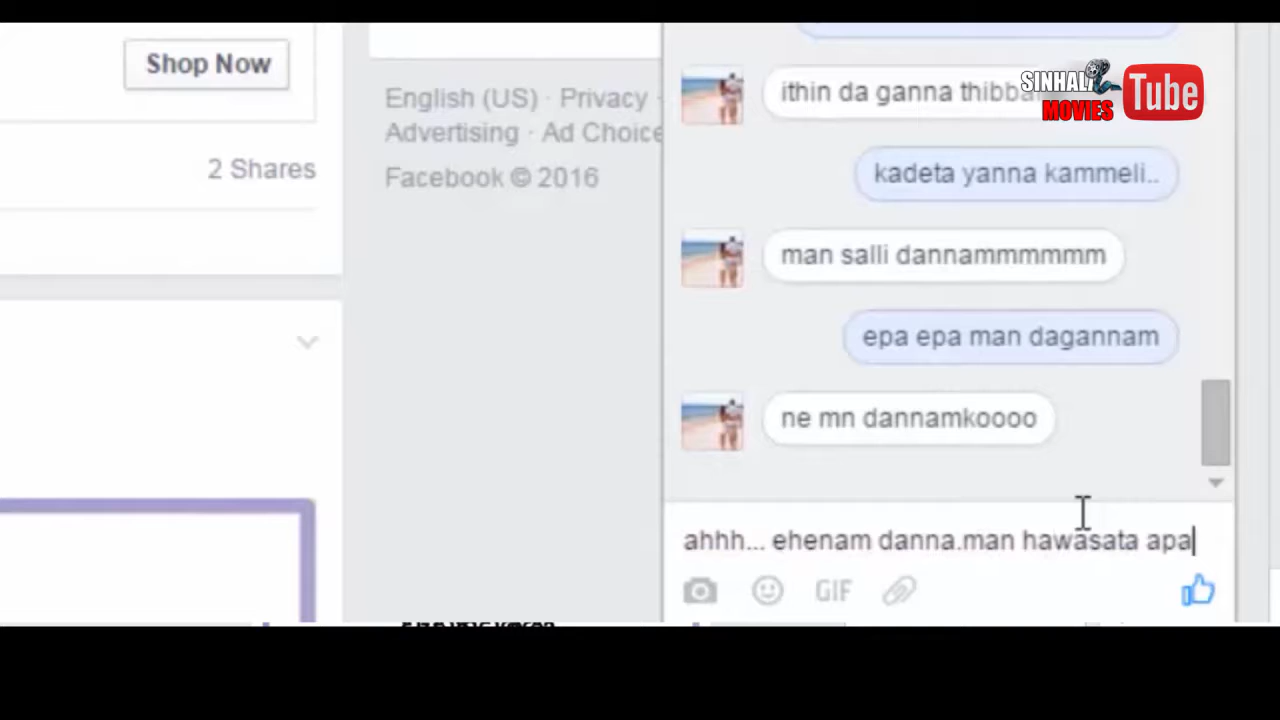 Shop Now
2 Shares
English (US) · Privacy ·
Advertising · Ad Choice
Facebook © 2016
ithin da ganna
kadeta yanna kammeli..
man salli dannammmmmm
epa epa man dagannam
ne mn dannamkoooo
ahhh... ehenam danna.man hawasata apa
GIF
SINHALA
MOVIES
Tube